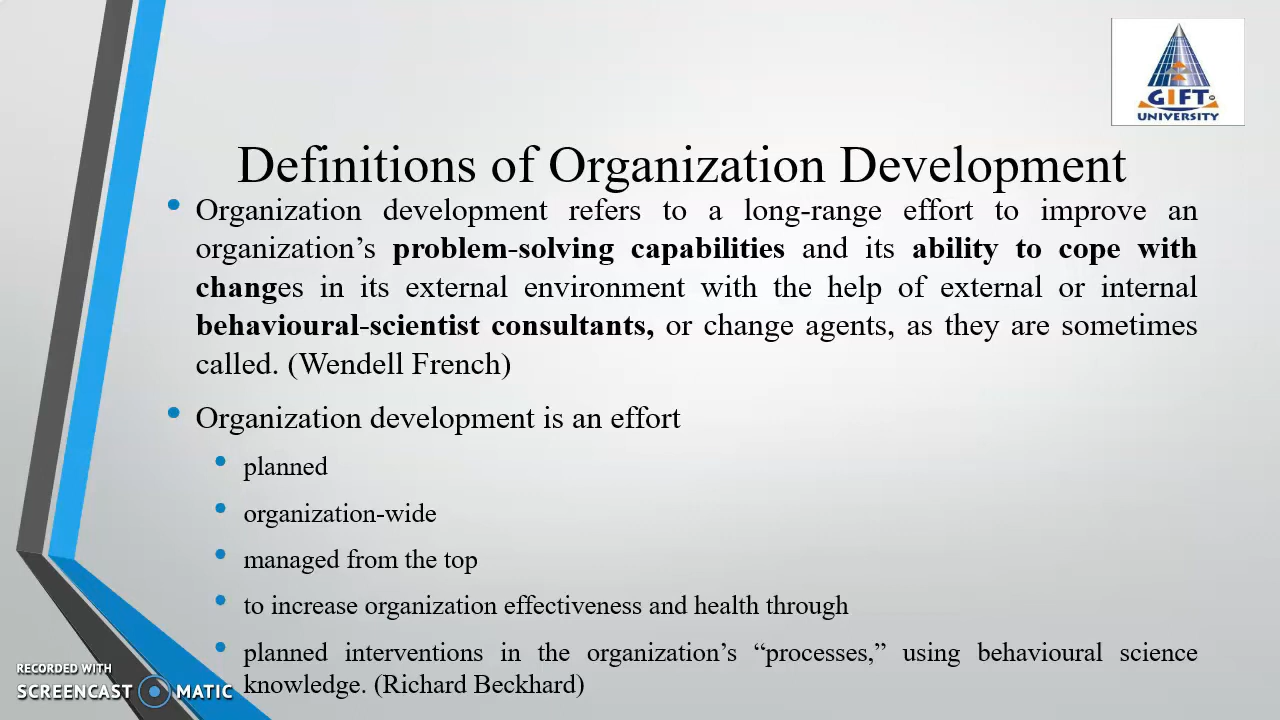 GIFT
UNIVERSITY
Definitions of Organization Development
• Organization development refers to a long-range effort to improve an
organization’s problem-solving capabilities and its ability to cope with
changes in its external environment with the help of external or internal
behavioural-scientist consultants, or change agents, as they are sometimes
called. (Wendell French)
• Organization development is an effort
• planned
• organization-wide
• managed from the top
• to increase organization effectiveness and health through
• planned interventions in the organization’s “processes,” using behavioural science
knowledge. (Richard Beckhard)
RECORDED WITH
SCREENCAST MATIC